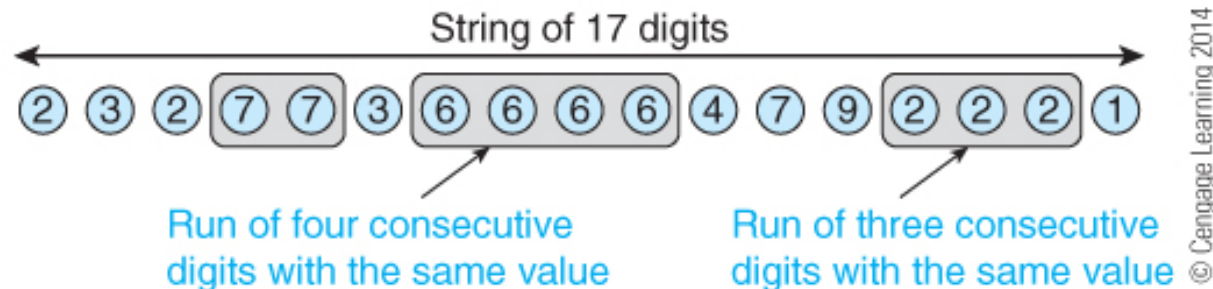 String of 17 digits
2 3 2 7 7 3 6 6 6 6 4 7 9 2 2 2 1
Run of four consecutive
digits with the same value
Run of three consecutive
digits with the same value
© Cengage Learning 2014